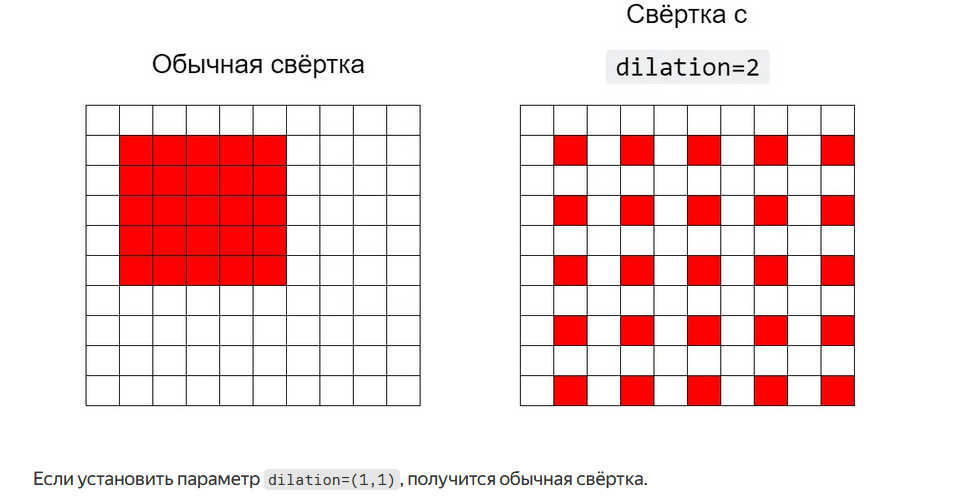 Обычная свёртка
Свёртка с
dilation=2
Если установить параметр dilation=(1,1), получится обычная свёртка.